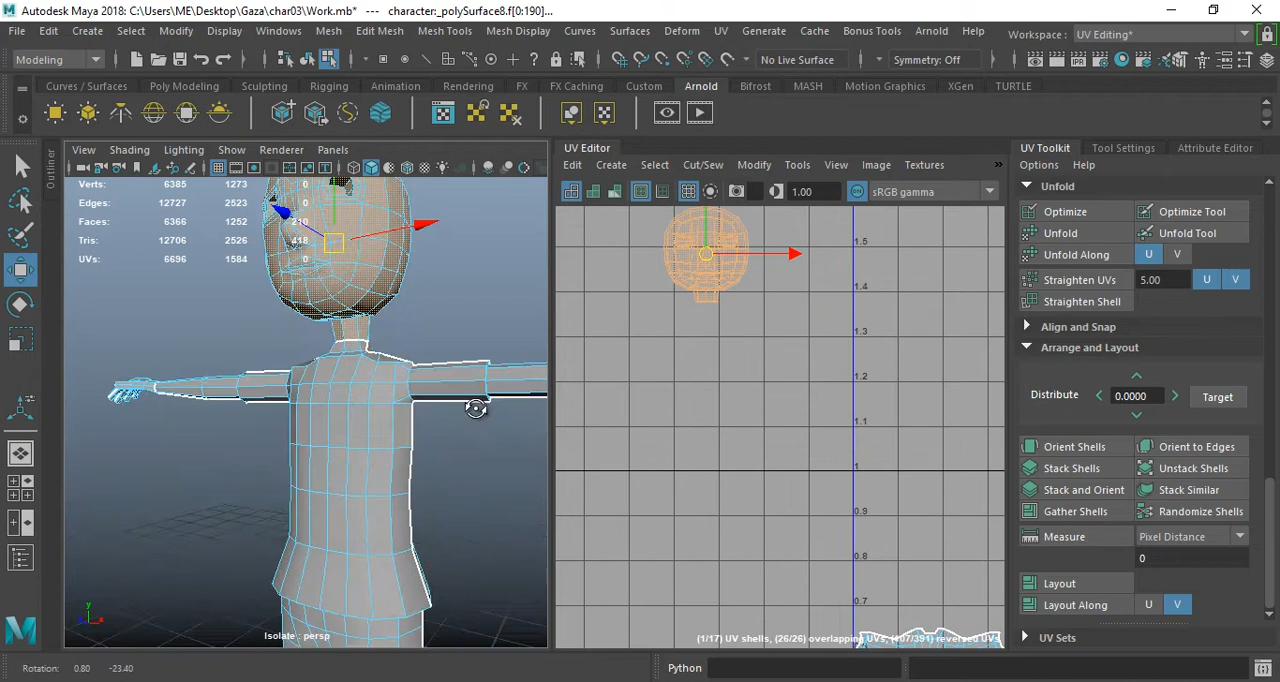 Autodesk Maya 2018: C:\Users\ME\Desktop\Gaza\char03\Work.mb* --- character:_polySurface8.f[0:190]...
File Edit Create Select Modify Display Windows Mesh Edit Mesh Mesh Tools Mesh Display Curves Surfaces Deform UV Generate Cache Bonus Tools Arnold Help Workspace : UV Editing*
Modeling No Live Surface Symmetry: Off
Curves / Surfaces Poly Modeling Sculpting Rigging Animation Rendering FX FX Caching Custom Arnold Bifrost MASH Motion Graphics XGen TURTLE
Outliner
View Shading Lighting Show Renderer Panels
Verts: 6385 1273 0
Edges: 12727 2523 0
Faces: 6366 1252 210
Tris: 12706 2526 418
UVs: 6696 1584 0
y
x
Isolate : persp
UV Editor
Edit Create Select Cut/Sew Modify Tools View Image Textures »
1.00 ON sRGB gamma
1.5
1.4
1.3
1.2
1.1
1
0.9
0.8
0.7
(1/17) UV shells, (26/26) overlapping UVs, (407/391) reversed UVs
UV Toolkit Tool Settings Attribute Editor
Options Help
Unfold
Optimize Optimize Tool
Unfold Unfold Tool
Unfold Along U V
Straighten UVs 5.00 U V
Straighten Shell
Align and Snap
Arrange and Layout
Distribute 0.0000 Target
Orient Shells Orient to Edges
Stack Shells Unstack Shells
Stack and Orient Stack Similar
Gather Shells Randomize Shells
Measure Pixel Distance
0
Layout
Layout Along U V
UV Sets
Rotation: 0.80 -23.40 Python